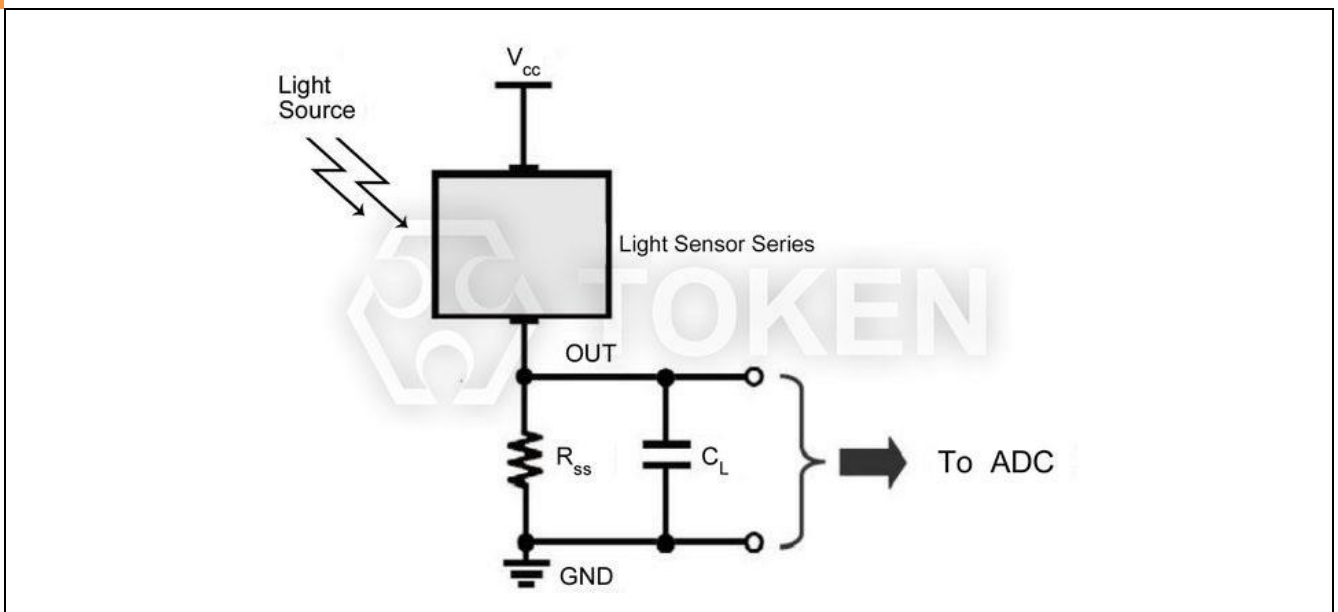 Vcc
Light
Source
Light Sensor Series
TOKEN
OUT
Rss
CL
To ADC
GND